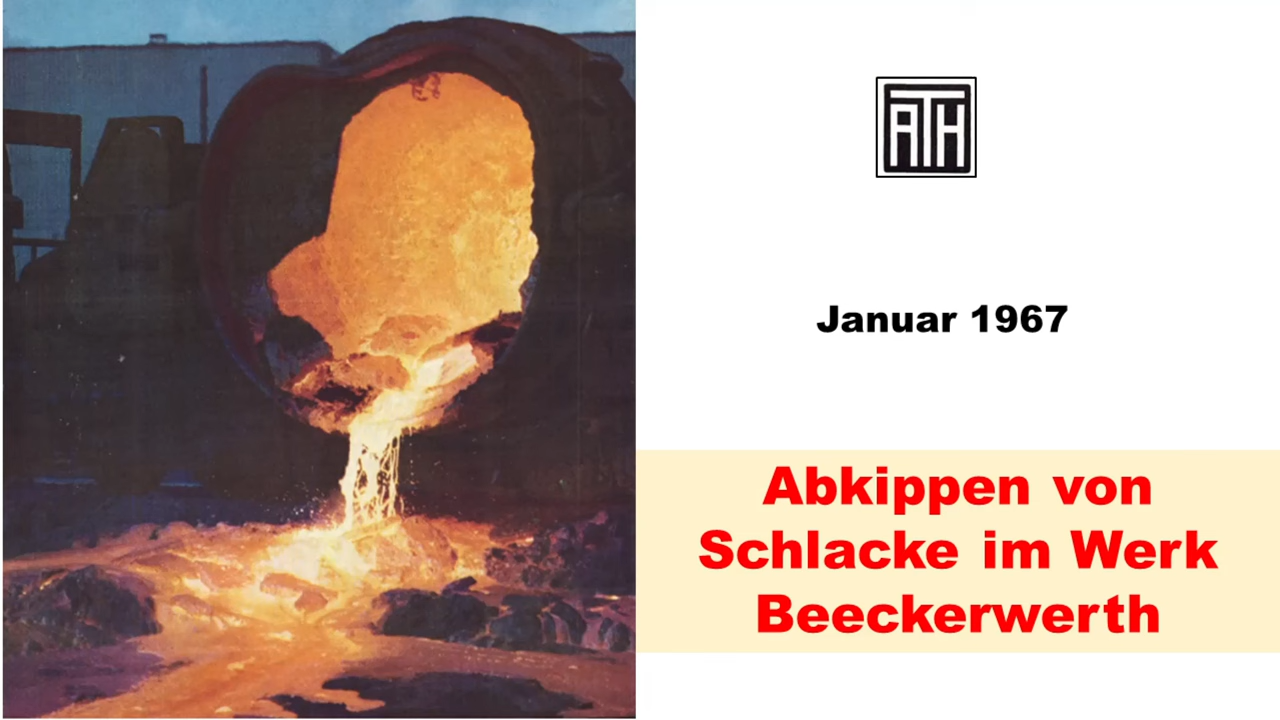 ATH
Januar 1967
Abkippen von
Schlacke im Werk
Beeckerwerth